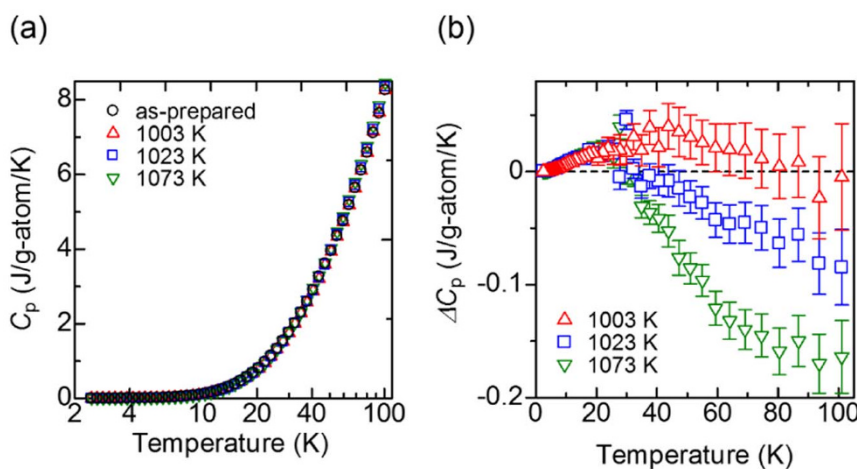 (a)
(b)
8
6
4
2
0
Cp (J/g-atom/K)
as-prepared
1003 K
1023 K
1073 K
2
4
10
20
40
100
Temperature (K)
0
-0.1
-0.2
ΔCp (J/g-atom/K)
1003 K
1023 K
1073 K
0
20
40
60
80
100
Temperature (K)